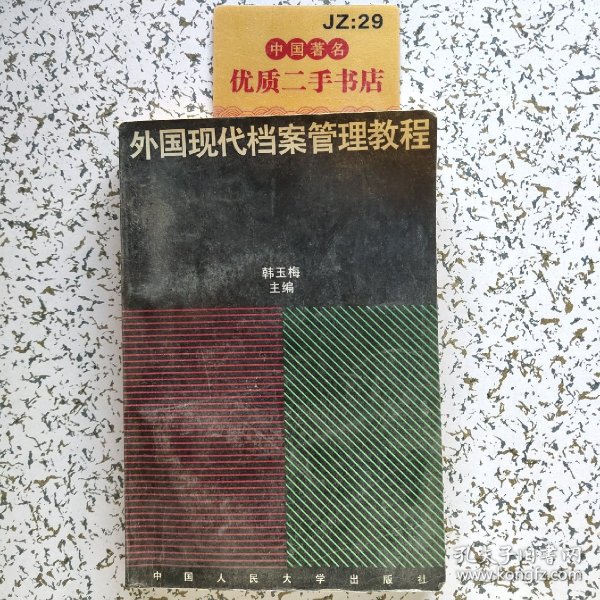 JZ:29
中国著名
优质二手书店
外国现代档案管理教程
韩玉梅
主编
中国人民大学出版社
孔夫子旧书网
www.kongfz.com